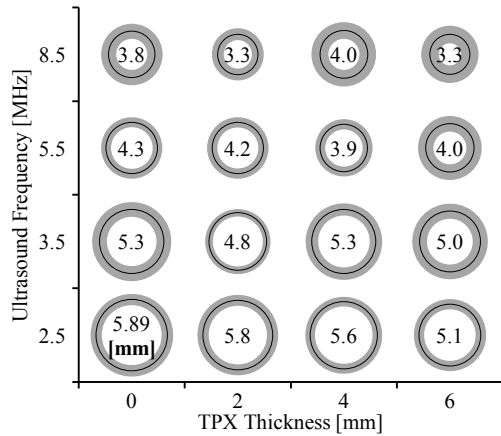 Ultrasound Frequency [MHz]
8.5 3.8 3.3 4.0 3.3
5.5 4.3 4.2 3.9 4.0
3.5 5.3 4.8 5.3 5.0
2.5 5.89 5.8 5.6 5.1
[mm]
0 2 4 6
TPX Thickness [mm]